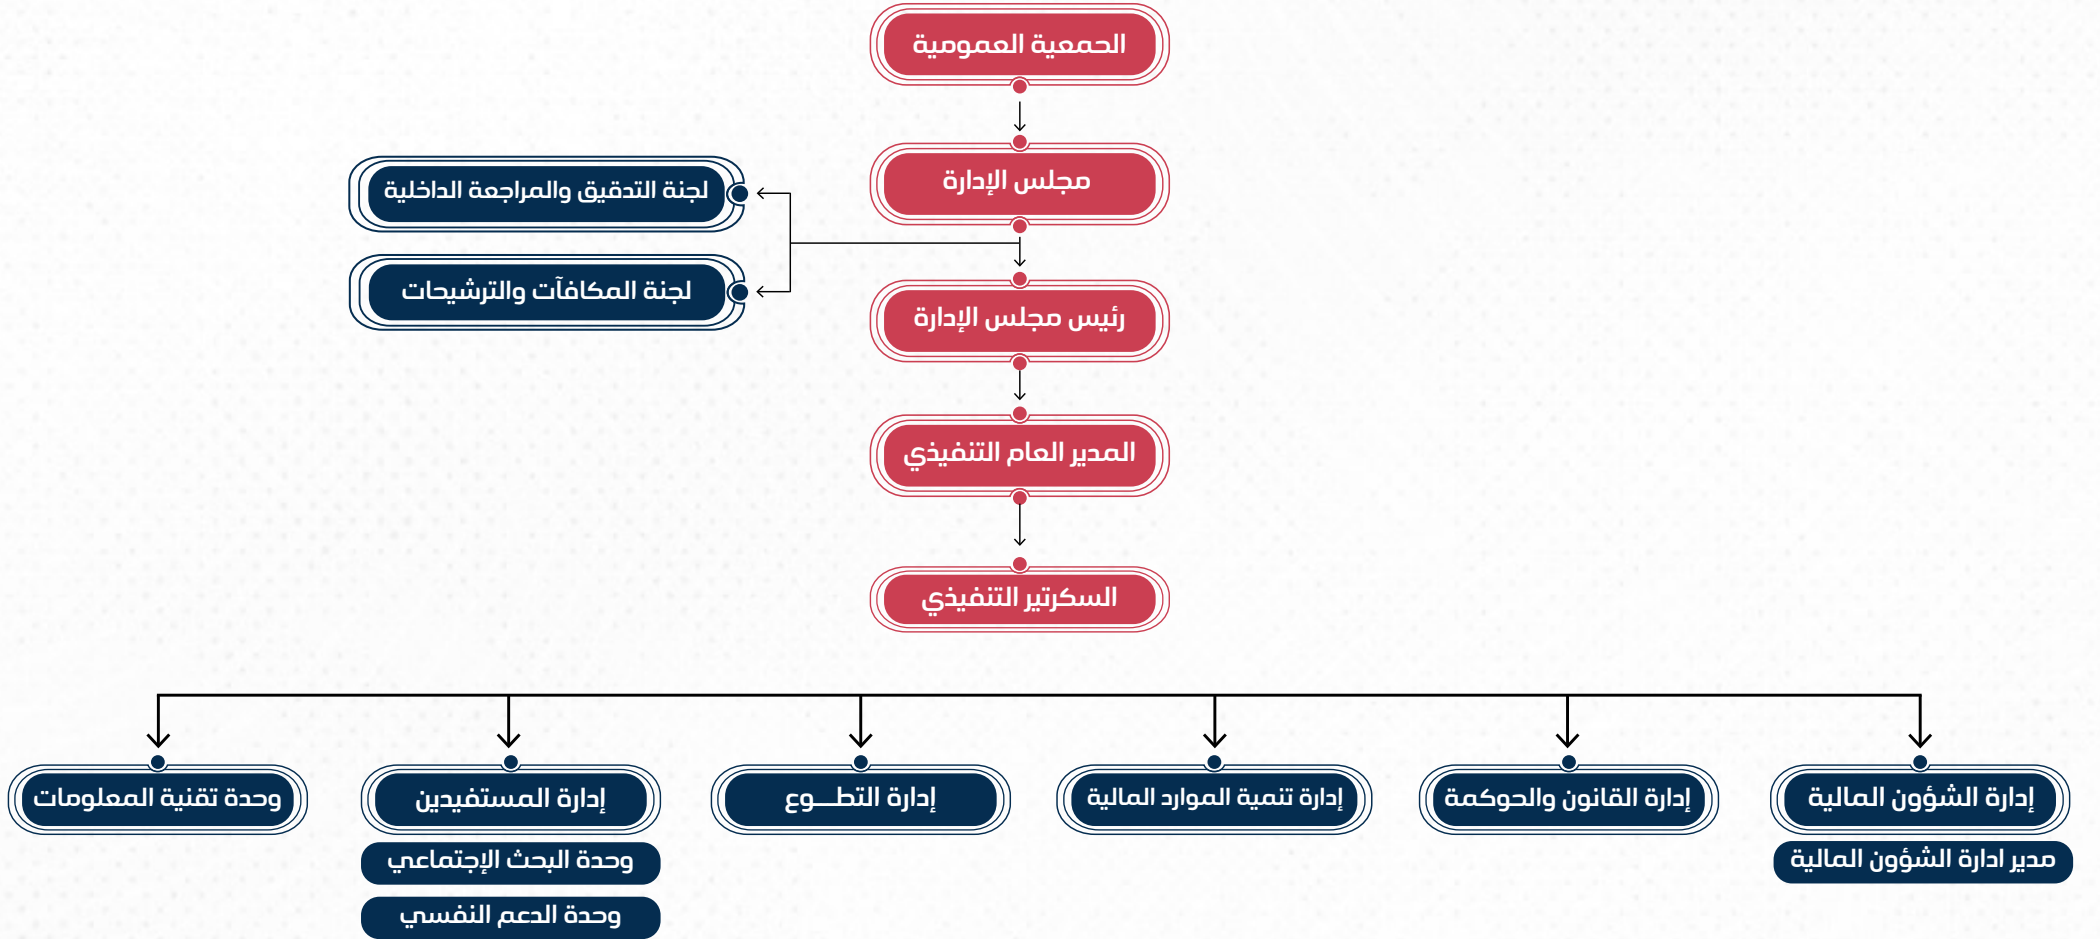 الحمعية العمومية
مجلس الإدارة
لجنة التدقيق والمراجعة الداخلية
لجنة المكافآت والترشيحات
رئيس مجلس الإدارة
المدير العام التنفيذي
السكرتير التنفيذي
إدارة الشؤون المالية
مدير ادارة الشؤون المالية
إدارة القانون والحوكمة
إدارة تنمية الموارد المالية
إدارة التطـــوع
إدارة المستفيدين
وحدة البحث الإجتماعي
وحدة الدعم النفسي
وحدة تقنية المعلومات